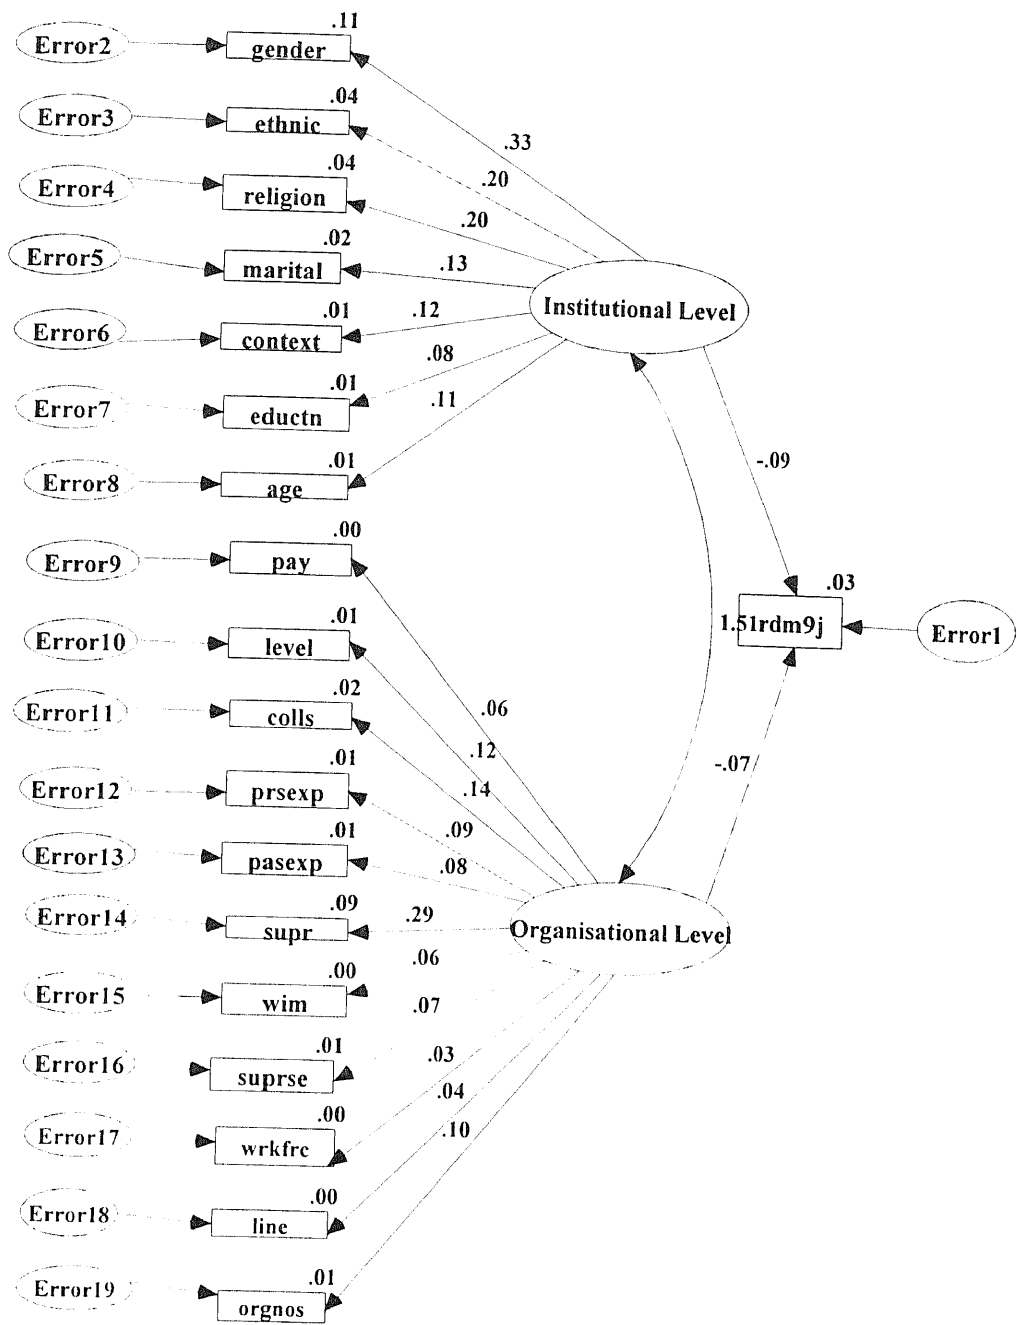 .11
Error2 gender
.04
Error3 ethnic
.33
.04
.20
Error4 religion
.20
.02
Error5 marital
.13
Institutional Level
.01
.12
Error6 context
.01
.08
Error7 eductn
.11
.01
Error8 age
-.09
.00
Error9 pay
.03
1.51rdm9j
Error1
.01
Error10 level
.02
.06
Error11 colls
.12
-.07
.01
.14
Error12 prsexp
.01
.09
Error13 pasexp
.08
.09
.29
Error14 supr
Organisational Level
.00
.06
Error15 wim
.07
.01
Error16 suprse
.03
.00
.04
Error17 wrkfrc
.10
.00
Error18 line
.01
Error19 orgnos